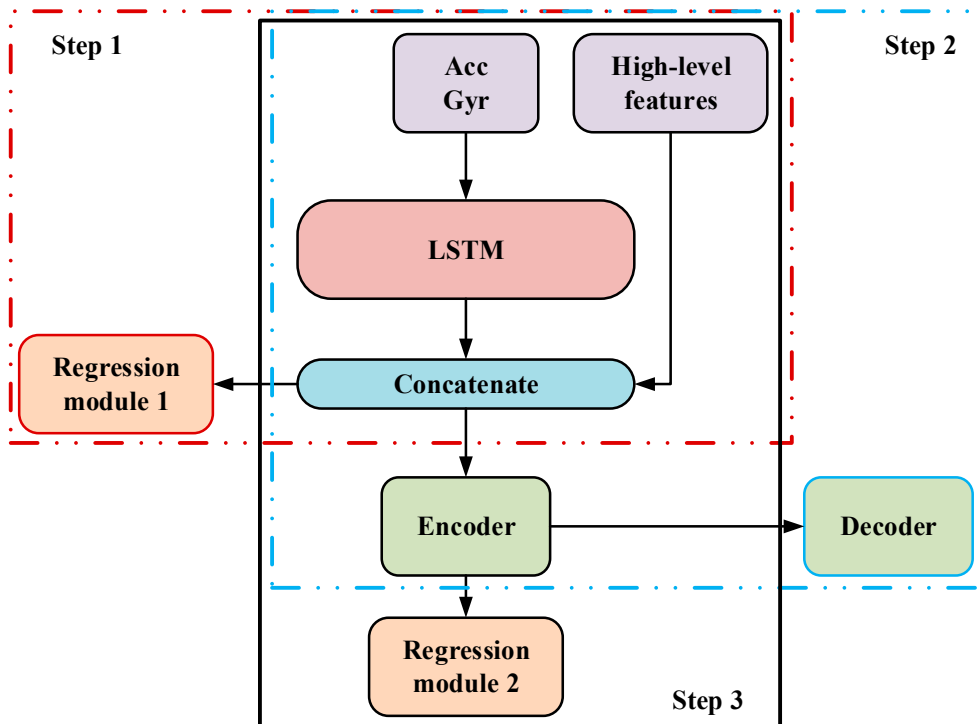 Step 1
Step 2
Acc
Gyr
High-level
features
LSTM
Regression
module 1
Concatenate
Encoder
Decoder
Regression
module 2
Step 3